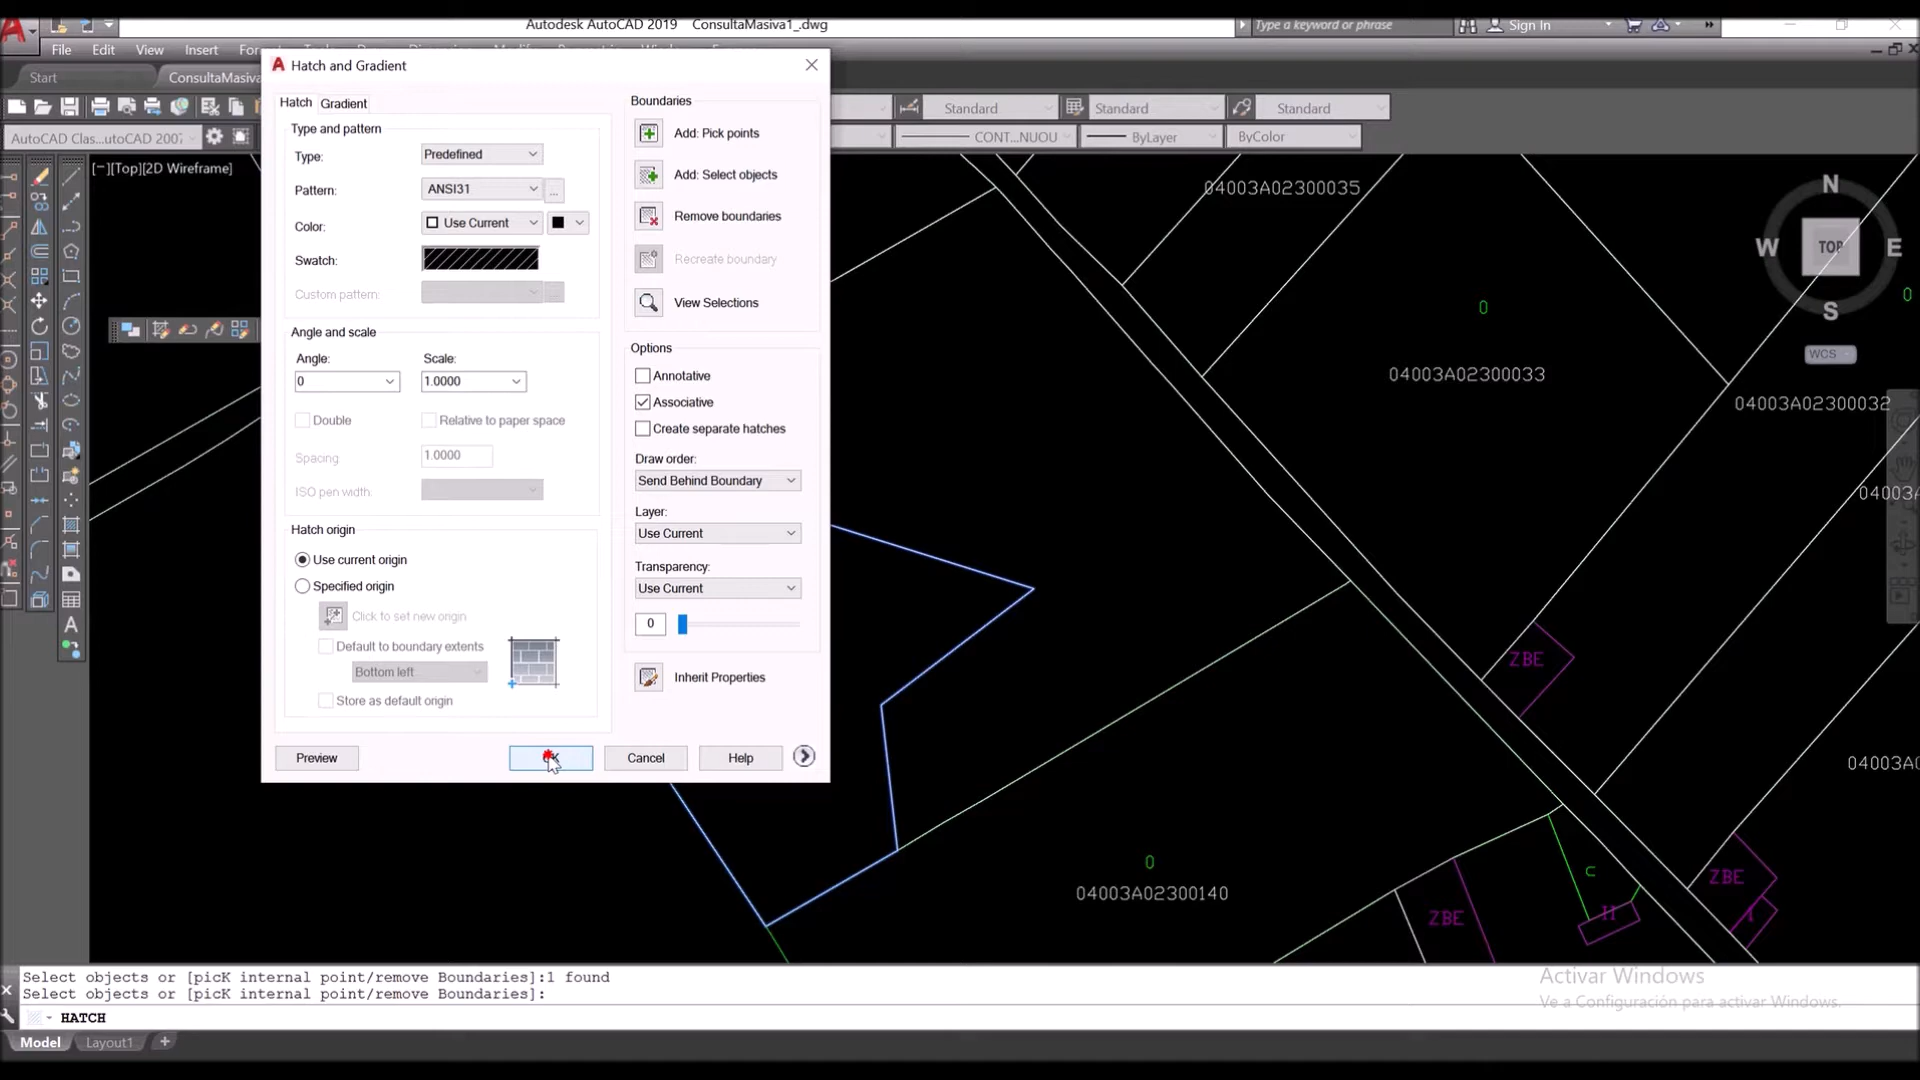 Autodesk AutoCAD 2019 ConsultaMasiva1_.dwg
Type a keyword or phrase
Sign In
File Edit View Insert
Start
ConsultaMasiva
AutoCAD Clas...utoCAD 2007
Standard
Standard
Standard
CONT...NUOU
ByLayer
ByColor
[−][Top][2D Wireframe]
Hatch and Gradient
Hatch
Gradient
Type and pattern
Type:
Predefined
Pattern:
ANSI31
...
Color:
Use Current
Swatch:
Custom pattern:
Angle and scale
Angle:
Scale:
0
1.0000
Double
Relative to paper space
Spacing
1.0000
ISO pen width:
Hatch origin
Use current origin
Specified origin
Click to set new origin
Default to boundary extents
Bottom left
Store as default origin
Boundaries
Add: Pick points
Add: Select objects
Remove boundaries
Recreate boundary
View Selections
Options
Annotative
Associative
Create separate hatches
Draw order:
Send Behind Boundary
Layer:
Use Current
Transparency:
Use Current
0
Inherit Properties
Preview
Cancel
Help
N
W
TOP
E
S
WCS
04003A02300035
0
0
04003A02300033
04003A02300032
04003A
ZBE
04003A0
0
04003A02300140
ZBE
C
ZBE
II
I
Select objects or [picK internal point/remove Boundaries]:1 found
Select objects or [picK internal point/remove Boundaries]:
HATCH
Activar Windows
Ve a Configuración para activar Windows.
Model
Layout1
+